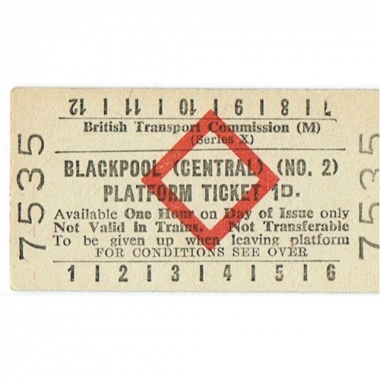 7 | 8 | 9 | 10 | 11 | 12
British Transport Commission (M)
(Series X)
BLACKPOOL (CENTRAL) (NO. 2)
PLATFORM TICKET 1D.
Available One Hour on Day of Issue only
Not Valid in Trains. Not Transferable
To be given up when leaving platform
FOR CONDITIONS SEE OVER
1 | 2 | 3 | 4 | 5 | 6
7535
7535